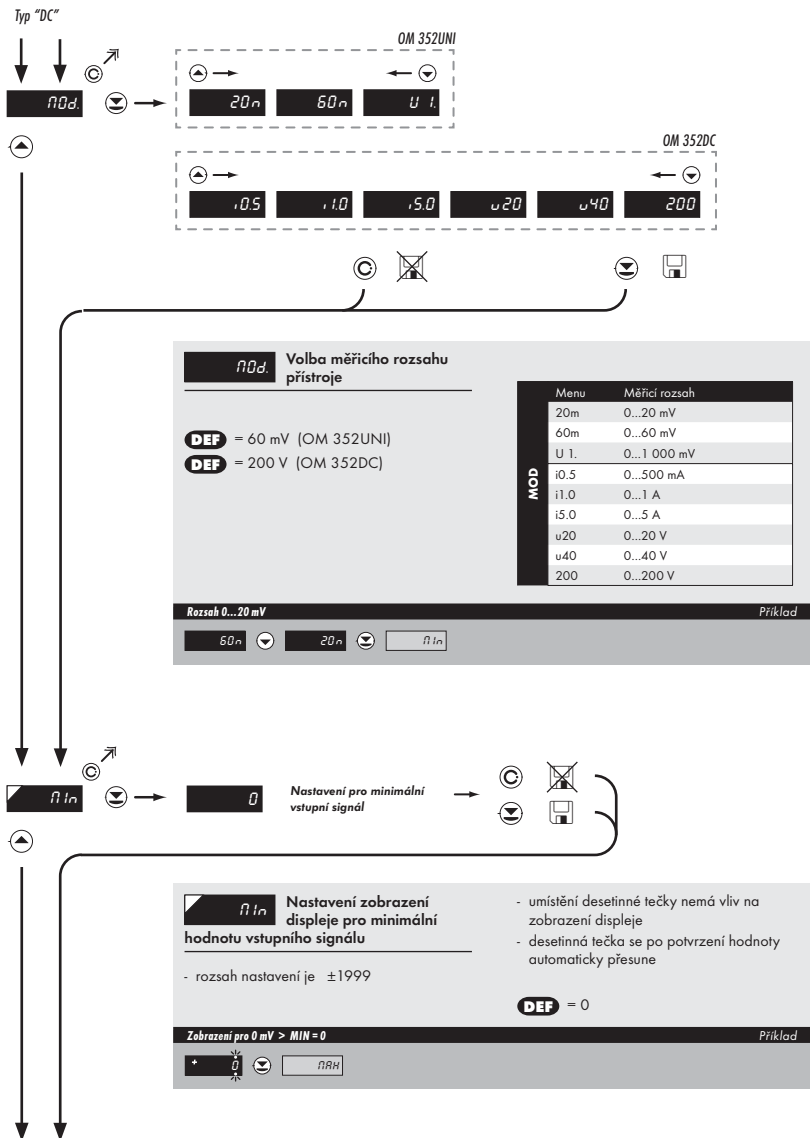 Typ "DC"
OM 352UNI
MOd.
20m 60m U 1.
OM 352DC
i0.5 i1.0 i5.0 u20 u40 200
MOd. Volba měřicího rozsahu
přístroje
DEF = 60 mV (OM 352UNI)
DEF = 200 V (OM 352DC)
MOD
Menu Měřicí rozsah
20m 0...20 mV
60m 0...60 mV
U 1. 0...1 000 mV
i0.5 0...500 mA
i1.0 0...1 A
i5.0 0...5 A
u20 0...20 V
u40 0...40 V
200 0...200 V
Rozsah 0...20 mV Příklad
60m 20m MIn
MIn 0 Nastavení pro minimální
vstupní signál
MIn Nastavení zobrazení
displeje pro minimální
hodnotu vstupního signálu
- rozsah nastavení je ±1999
- umístění desetinné tečky nemá vliv na
zobrazení displeje
- desetinná tečka se po potvrzení hodnoty
automaticky přesune
DEF = 0
Zobrazení pro 0 mV > MIN = 0 Příklad
+ 0 MAX